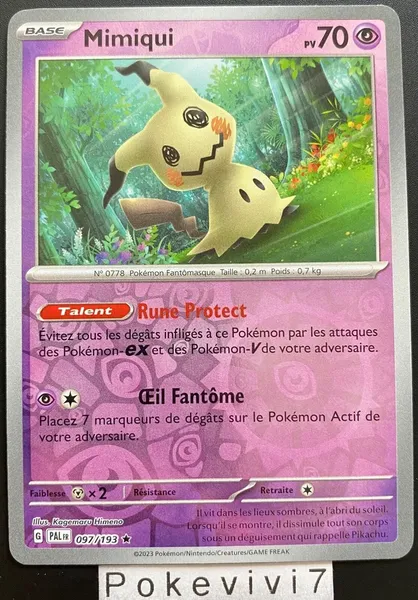 BASE
Mimiqui
PV 70
N° 0778 Pokémon Fantômasque Taille : 0,2 m Poids : 0,7 kg
Talent Rune Protect
Évitez tous les dégâts infligés à ce Pokémon par les attaques
des Pokémon-ex et des Pokémon-V de votre adversaire.
Œil Fantôme
Placez 7 marqueurs de dégâts sur le Pokémon Actif de
votre adversaire.
Faiblesse ×2 Résistance Retraite
Illus. Kagemaru Himeno
G PAL FR 097/193 ★
Il vit dans les lieux sombres, à l'abri du soleil.
Lorsqu'il se montre, il dissimule tout son corps
sous un déguisement qui rappelle Pikachu.
©2023 Pokémon/Nintendo/Creatures/GAME FREAK
Pokevivi7